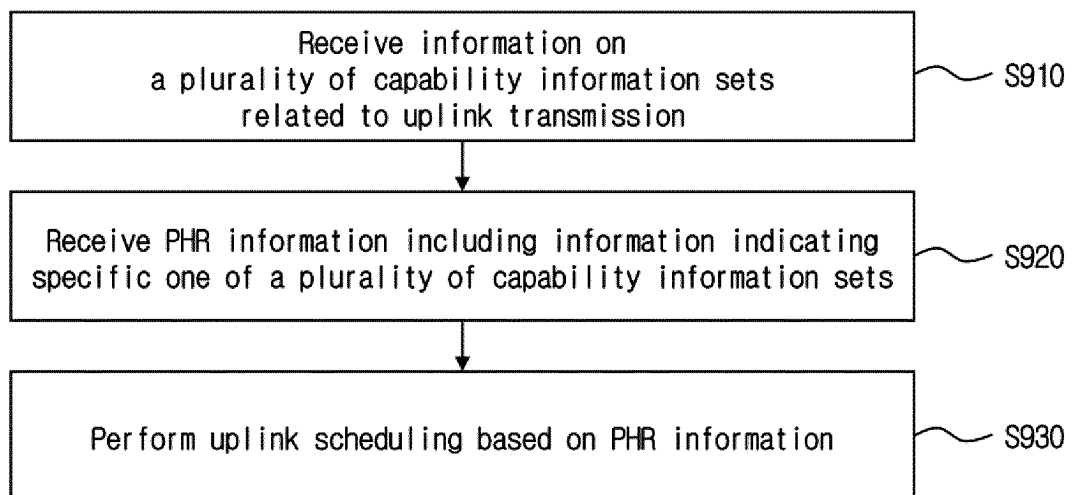 Receive information on
a plurality of capability information sets
related to uplink transmission
S910
Receive PHR information including information indicating
specific one of a plurality of capability information sets
S920
Perform uplink scheduling based on PHR information
S930